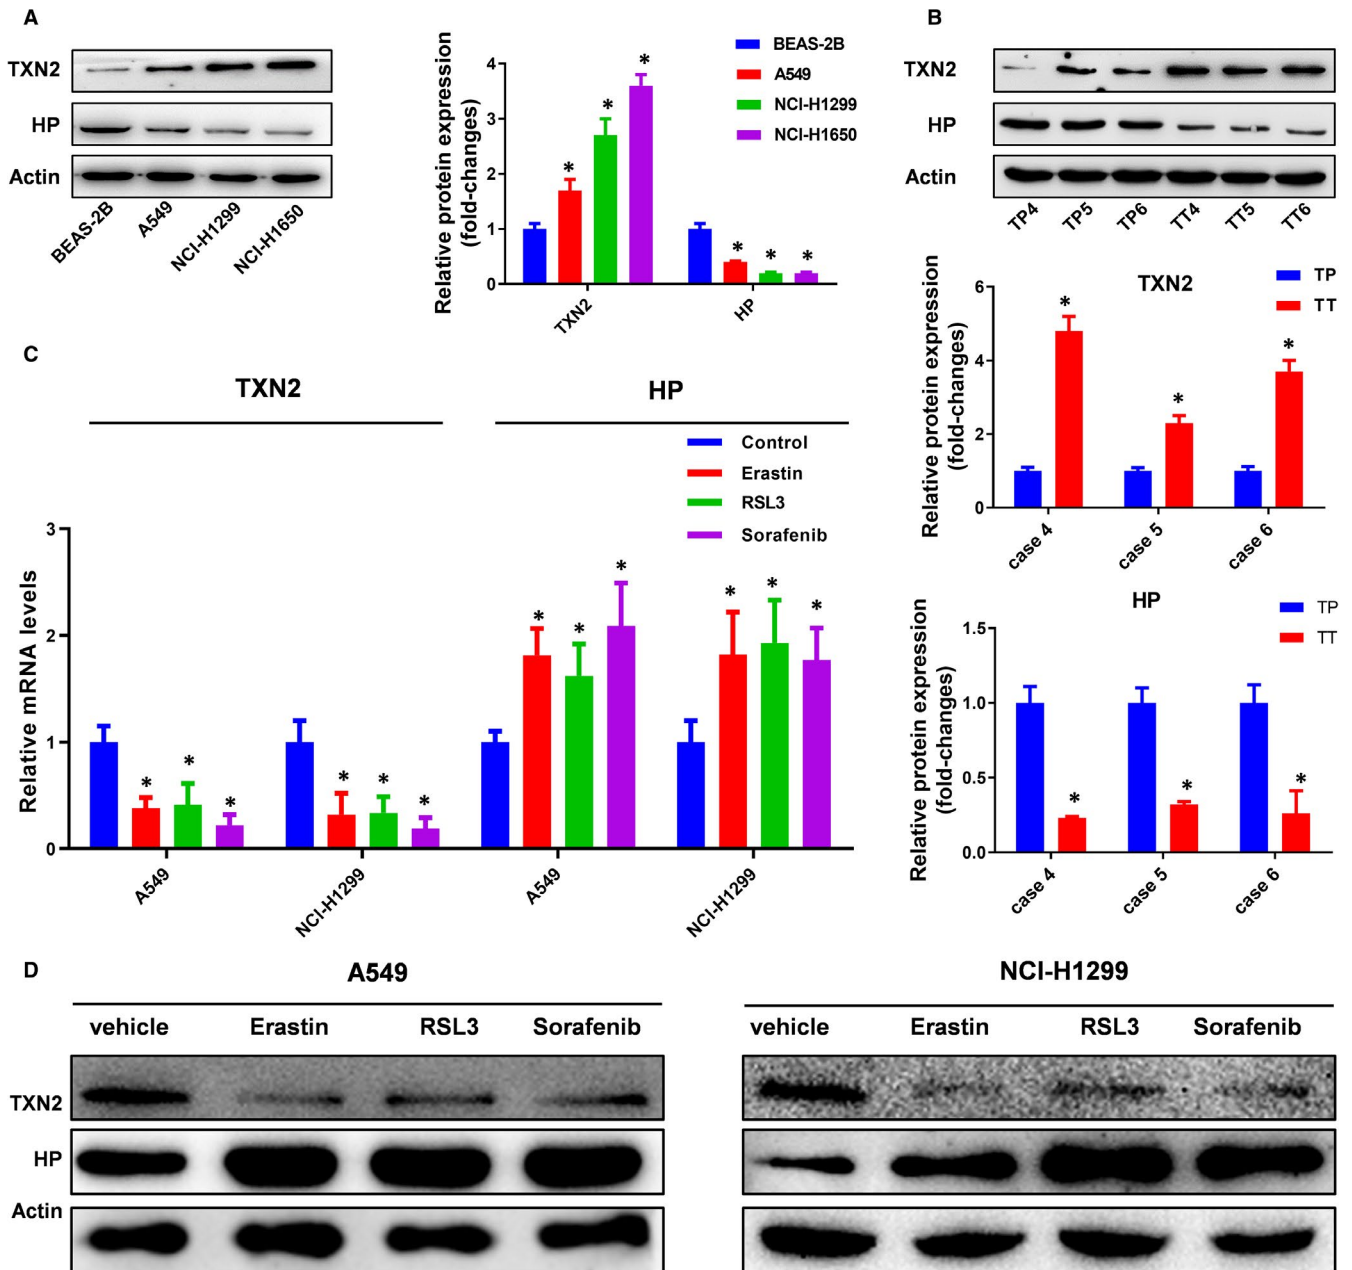 A
TXN2
HP
Actin
BEAS-2B
A549
NCI-H1299
NCI-H1650
Relative protein expression
(fold-changes)
4
3
2
1
0
* * *
* * *
TXN2
HP
BEAS-2B
A549
NCI-H1299
NCI-H1650
B
TXN2
HP
Actin
TP4
TP5
TP6
TT4
TT5
TT6
TXN2
TP
TT
Relative protein expression
(fold-changes)
6
4
2
0
* * *
case 4
case 5
case 6
HP
TP
TT
Relative protein expression
(fold-changes)
1.5
1.0
0.5
0.0
* * *
case 4
case 5
case 6
C
TXN2
HP
Control
Erastin
RSL3
Sorafenib
Relative mRNA levels
3
2
1
0
* * * * * * * * * * * *
A549
NCI-H1299
A549
NCI-H1299
D
A549
vehicle Erastin RSL3 Sorafenib
TXN2
HP
Actin
NCI-H1299
vehicle Erastin RSL3 Sorafenib